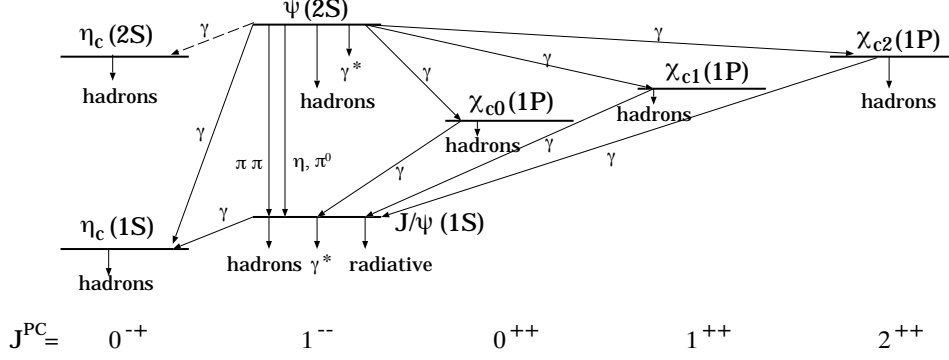 ψ (2S)
η_c (2S)
γ
γ
χ_c2 (1P)
γ
χ_c1 (1P)
γ*
γ
hadrons
hadrons
hadrons
χ_c0 (1P)
hadrons
hadrons
γ
γ
π π
η, π⁰
γ
γ
γ
η_c (1S)
γ
J/ψ (1S)
hadrons γ* radiative
hadrons
J^PC = 0^-+ 1^-- 0^++ 1^++ 2^++